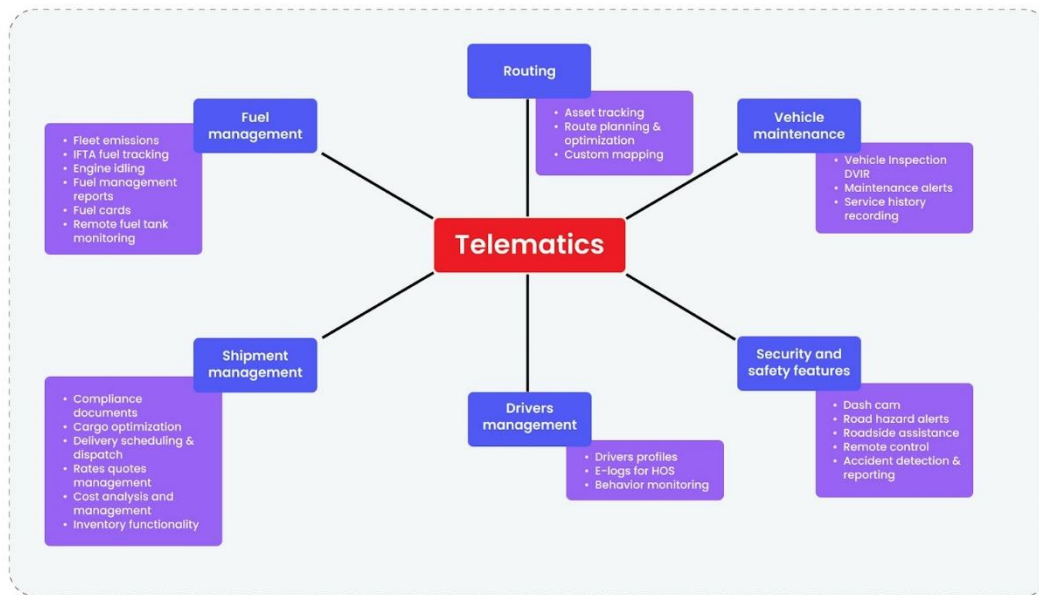 Routing
• Asset tracking
• Route planning &
optimization
• Custom mapping
Fuel
management
• Fleet emissions
• IFTA fuel tracking
• Engine idling
• Fuel management
reports
• Fuel cards
• Remote fuel tank
monitoring
Vehicle
maintenance
• Vehicle Inspection
DVIR
• Maintenance alerts
• Service history
recording
Telematics
Shipment
management
• Compliance
documents
• Cargo optimization
• Delivery scheduling &
dispatch
• Rates quotes
management
• Cost analysis and
management
• Inventory functionality
Drivers
management
• Drivers profiles
• E-logs for HOS
• Behavior monitoring
Security and
safety features
• Dash cam
• Road hazard alerts
• Roadside assistance
• Remote control
• Accident detection &
reporting